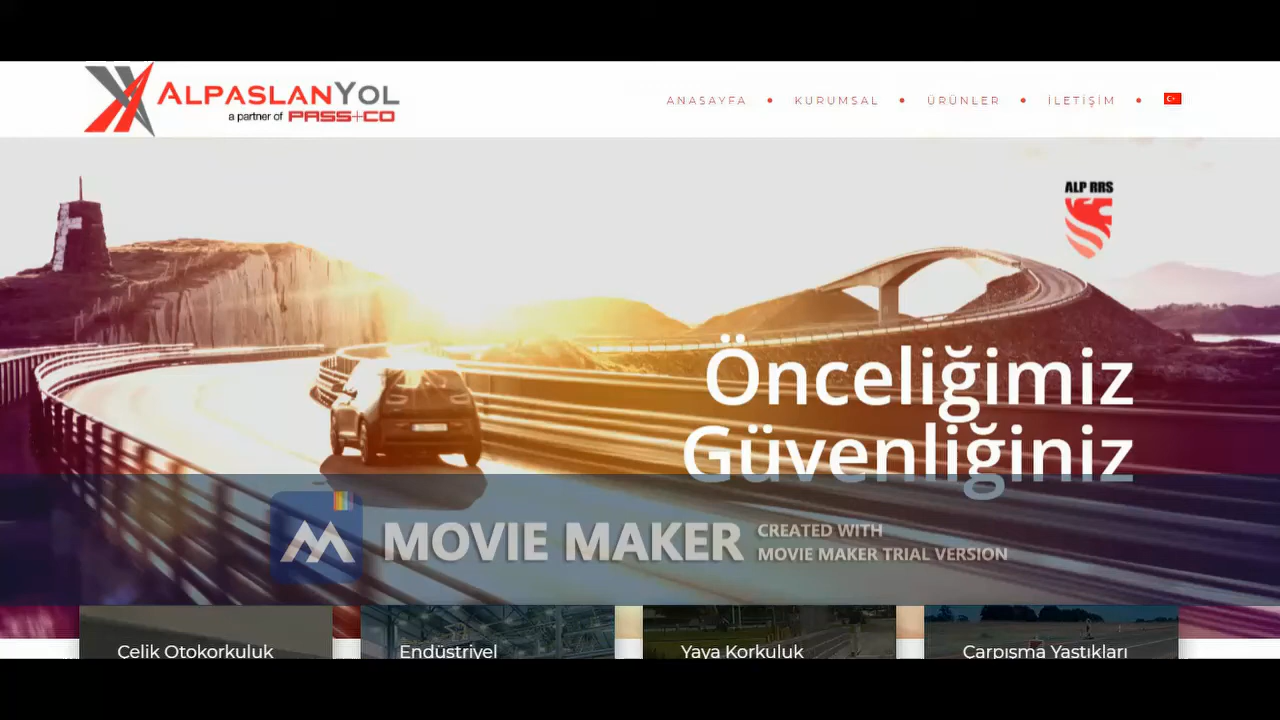 ALPASLANYOL
a partner of PASS+CO
ANASAYFA • KURUMSAL • ÜRÜNLER • İLETİŞİM •
ALP RRS
Önceliğimiz
Güvenliğiniz
MOVIE MAKER
CREATED WITH
MOVIE MAKER TRIAL VERSION
Çelik Otokorkuluk
Endüstriyel
Yaya Korkuluk
Çarpışma Yastıkları